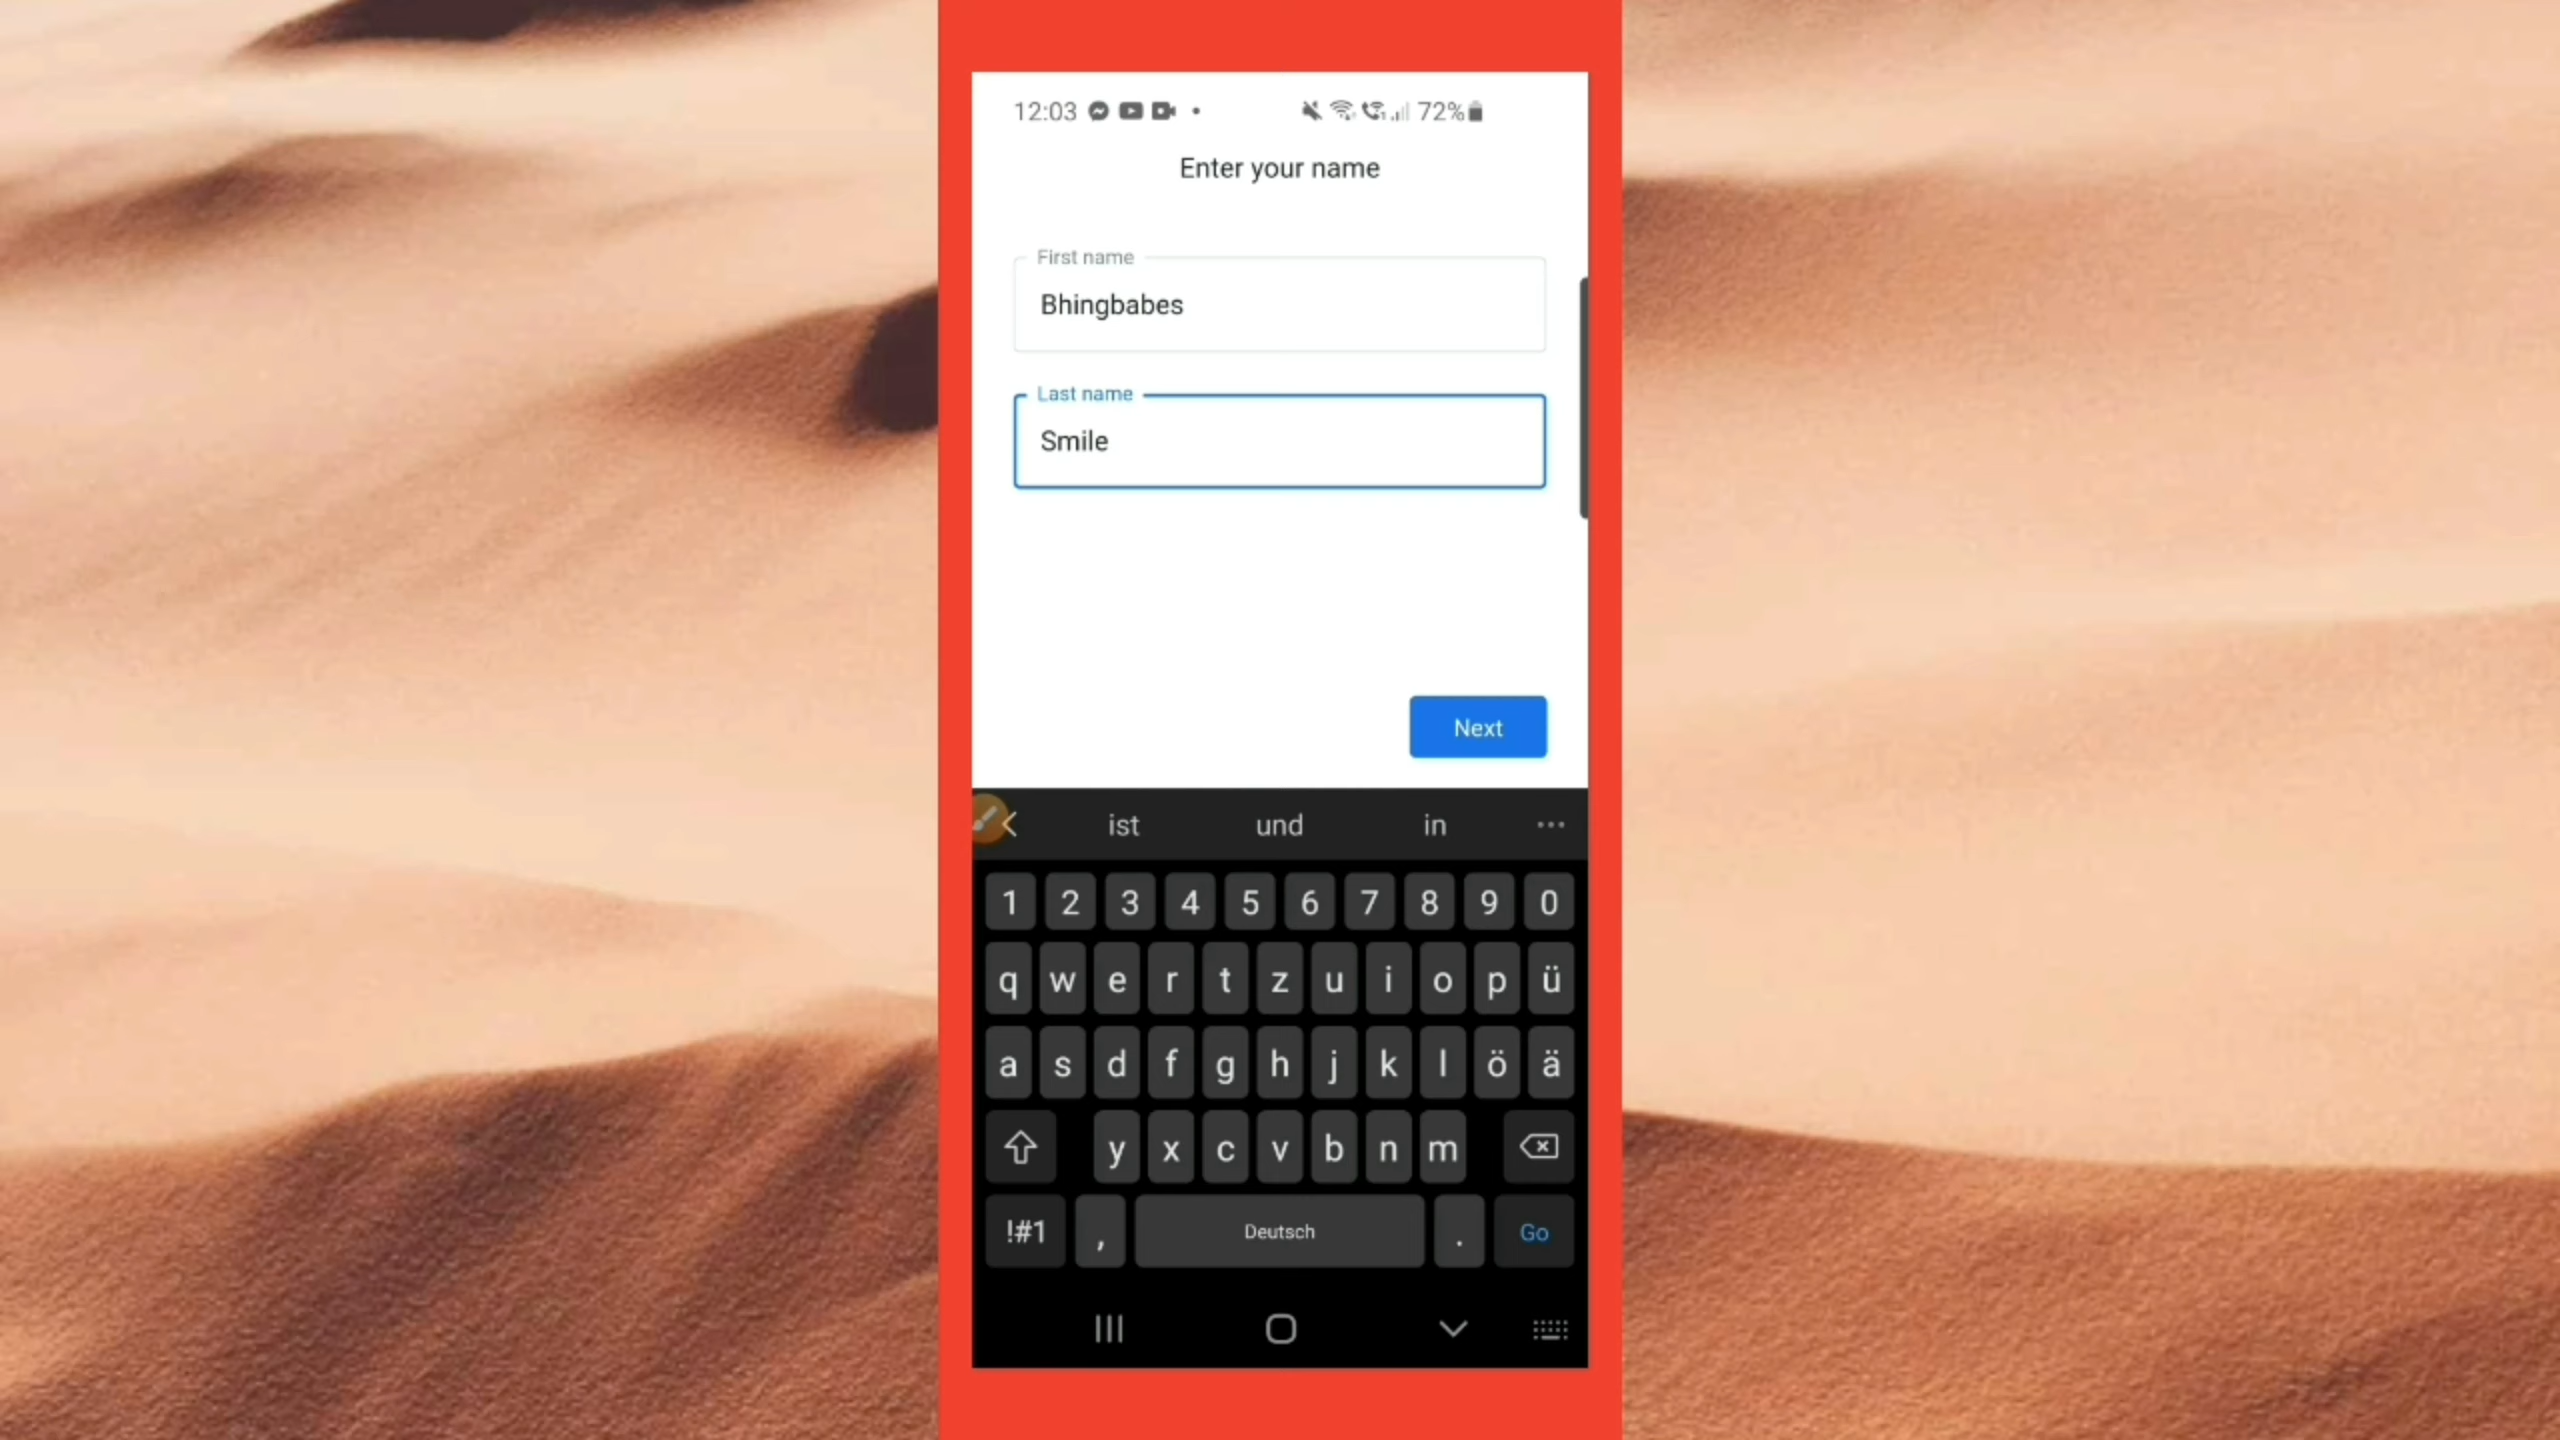 12:03 72%
Enter your name
First name
Bhingbabes
Last name
Smile
Next
ist und in
1 2 3 4 5 6 7 8 9 0
q w e r t z u i o p ü
a s d f g h j k l ö ä
y x c v b n m
!#1 , Deutsch . Go